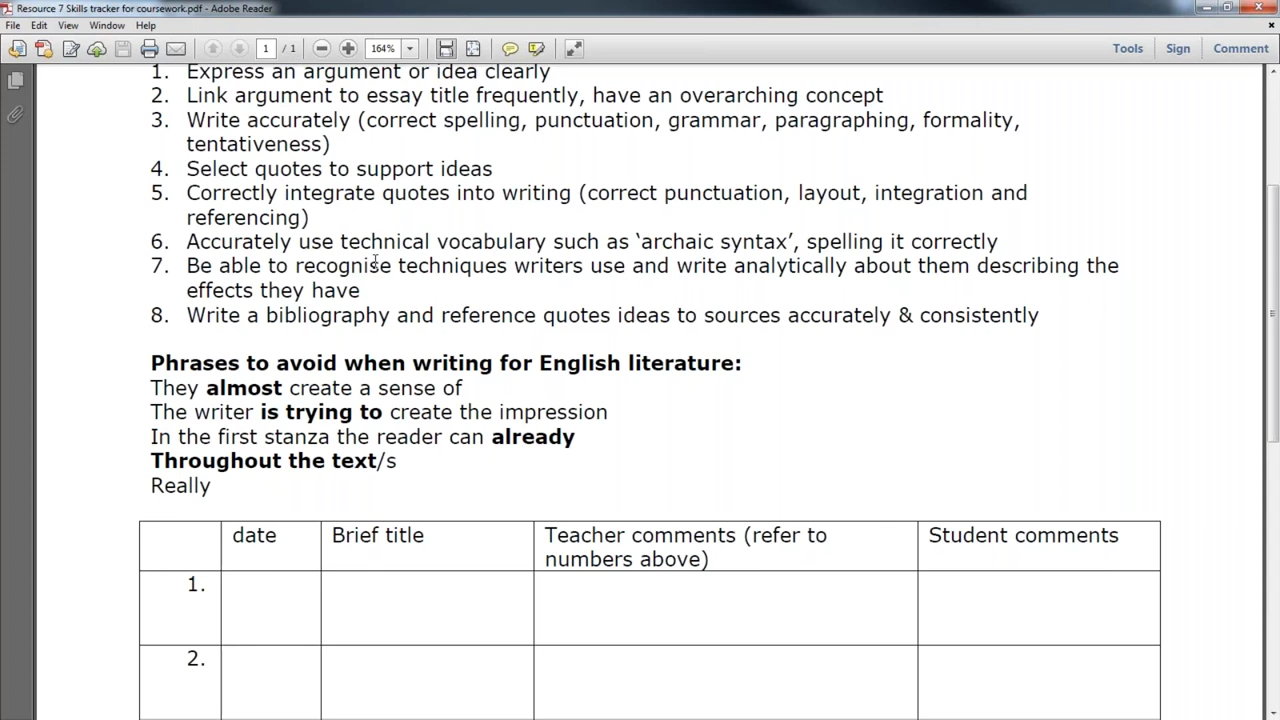 Resource 7 Skills tracker for coursework.pdf - Adobe Reader
File Edit View Window Help
1 / 1 164% Tools Sign Comment
1. Express an argument or idea clearly
2. Link argument to essay title frequently, have an overarching concept
3. Write accurately (correct spelling, punctuation, grammar, paragraphing, formality,
tentativeness)
4. Select quotes to support ideas
5. Correctly integrate quotes into writing (correct punctuation, layout, integration and
referencing)
6. Accurately use technical vocabulary such as ‘archaic syntax’, spelling it correctly
7. Be able to recognise techniques writers use and write analytically about them describing the
effects they have
8. Write a bibliography and reference quotes ideas to sources accurately & consistently
Phrases to avoid when writing for English literature:
They almost create a sense of
The writer is trying to create the impression
In the first stanza the reader can already
Throughout the text/s
Really
date Brief title Teacher comments (refer to Student comments
numbers above)
1.
2.